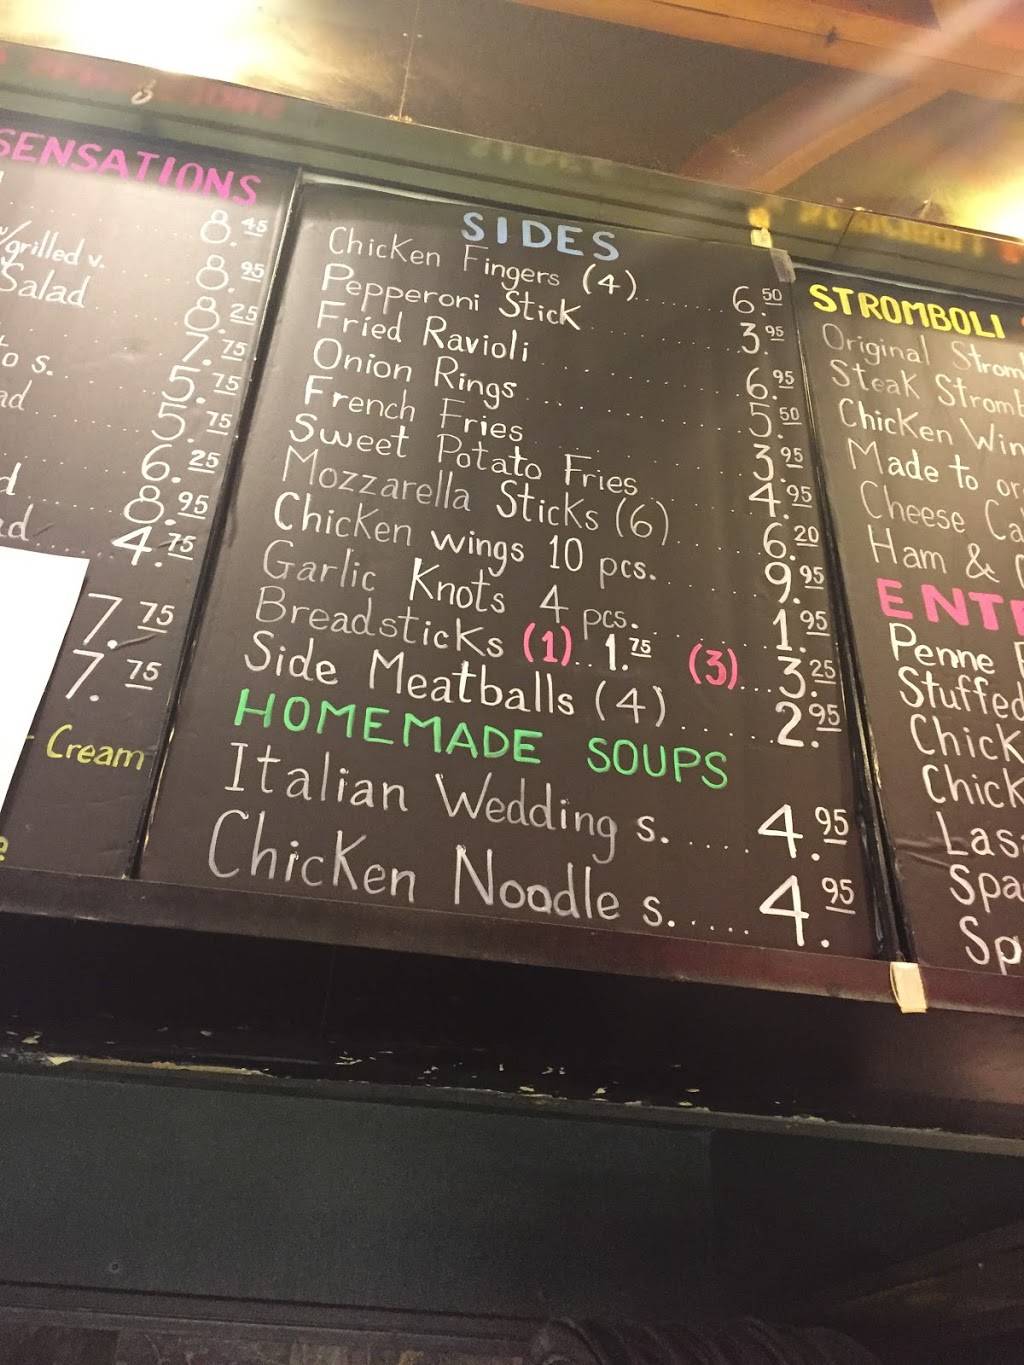 SENSATIONS
8.45
/grilled v. 8.95
Salad 8.25
7.75
o s. 5.75
5.75
6.25
8.95
4.75
7.75
7.75
Cream
SIDES
Chicken Fingers (4) 6.50
Pepperoni Stick 3.95
Fried Ravioli 6.95
Onion Rings 5.50
French Fries 3.95
Sweet Potato Fries 4.95
Mozzarella Sticks (6) 6.20
Chicken wings 10 pcs. 9.95
Garlic Knots 4 pcs. 1.95
Breadsticks (1)..1.75 (3)...3.25
Side Meatballs (4) 2.95
HOMEMADE SOUPS
Italian Wedding s. 4.95
Chicken Noodle s. 4.95
STROMBOLI
Original Strom
Steak Stromb
Chicken Win
Made to or
Cheese Ca
Ham & C
ENT
Penne
Stuffed
Chick
Chick
Las
Spa
Sp